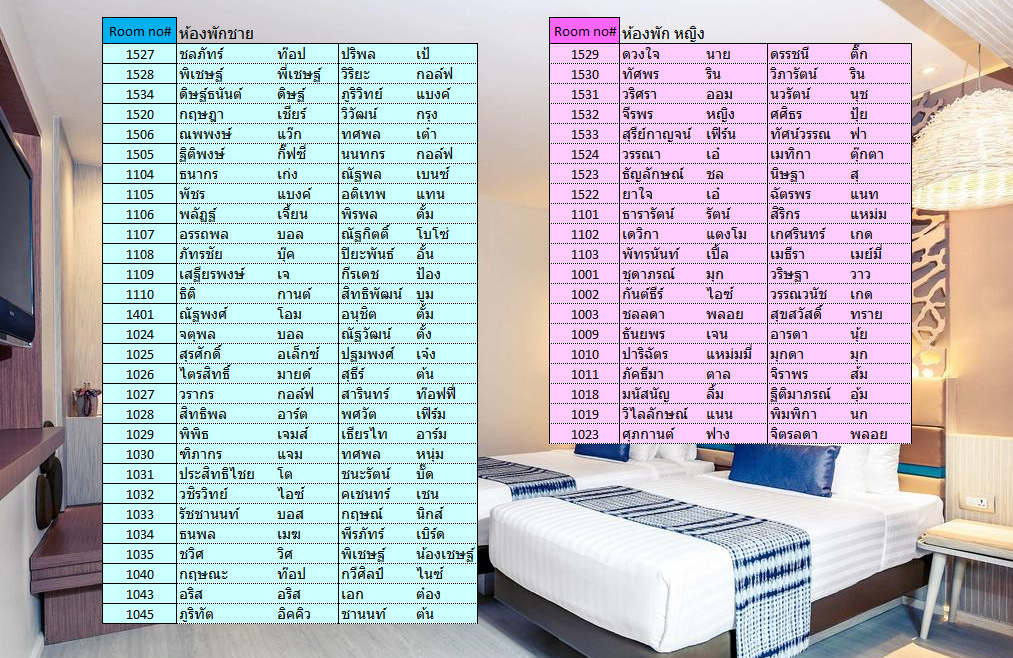 Room no# ห้องพักชาย
1527 ชลภัทร์ ท๊อป ปริพล เป้
1528 พิเชษฐ์ พี่เชษฐ์ วิริยะ กอล์ฟ
1534 ดิษฐ์ธนันต์ ดิษฐ์ ภูริวิทย์ แบงค์
1520 กฤษฎา เชียร์ วิวัฒน์ กรุง
1506 ณพพงษ์ แว๊ก ทศพล เต๋า
1505 ฐิติพงษ์ กิ๊ฟซี่ นนทกร กอล์ฟ
1104 ธนากร เก่ง ณัฐพล เบนซ์
1105 พัชร แบงค์ อติเทพ แทน
1106 พลัฏฐ์ เจี้ยน พิรพล ตั้ม
1107 อรรถพล บอล ณัฐกิตติ์ โบโซ่
1108 ภัทรชัย บุ๊ค ปิยะพันธ์ อั้น
1109 เสฐียรพงษ์ เจ กีรเดช ป้อง
1110 ธิติ กานต์ สิทธิพัฒน์ บูม
1401 ณัฐพงศ์ โอม อนุชิต ตั้ม
1024 จตุพล บอล ณัฐวัฒน์ ตั้ง
1025 สุรศักดิ์ อเล็กซ์ ปฐมพงศ์ เจ๋ง
1026 ไตรสิทธิ์ มายด์ สุธีร์ ต้น
1027 วรากร กอล์ฟ สารินทร์ ท๊อฟฟี่
1028 สิทธิพล อาร์ต พศวัต เฟิร์ม
1029 พิพิธ เจมส์ เธียรไท อาร์ม
1030 ฑิภากร แจม ทศพล หนุ่ม
1031 ประสิทธิไชย โต ชนะรัตน์ บั๊ด
1032 วชิรวิทย์ ไอซ์ คเชนทร์ เชน
1033 รัชชานนท์ บอส กฤษณ์ นิกส์
1034 ธนพล เมฆ พีรภัทร์ เบิร์ด
1035 ชวิศ วิศ พิเชษฐ์ น้องเชษฐ์
1040 กฤษณะ ท๊อป กวีศิลป์ ไนซ์
1043 อริส อริส เอก ต๋อง
1045 ภูริทัต อิคคิว ชานนท์ ต้น
Room no# ห้องพัก หญิง
1529 ดวงใจ นาย ดรรชนี ติ๊ก
1530 ทัศพร ริน วิภารัตน์ ริน
1531 วริศรา ออม นวรัตน์ นุช
1532 จีรพร หญิง ศศิธร ปุ้ย
1533 สุรีย์กาญจน์ เฟิร์น ทัศน์วรรณ ฟา
1524 วรรณา เอ๋ เมทิกา ตุ๊กตา
1523 ธัญลักษณ์ ชล นิษฐา สุ
1522 ยาใจ เอ๋ ฉัตรพร แนท
1101 ธารารัตน์ รัตน์ สิริกร แหม่ม
1102 เดวิกา แตงโม เกศรินทร์ เกด
1103 พัทรนันท์ เปิ้ล เมธีรา เมย์มี่
1001 ชุดาภรณ์ มุก วริษฐา วาว
1002 กันต์ธีร์ ไอซ์ วรรณวนัช เกด
1003 ชลลดา พลอย สุขสวัสดิ์ ทราย
1009 ธันยพร เจน อารดา นุ้ย
1010 ปาริฉัตร แหม่มมี่ มุกดา มุก
1011 ภัคธีมา ตาล จิราพร ส้ม
1018 มนัสนัญ ลิ้ม ฐิติมาภรณ์ อุ้ม
1019 วิไลลักษณ์ แนน พิมพิกา นก
1023 ศุภกานต์ ฟาง จิตรลดา พลอย